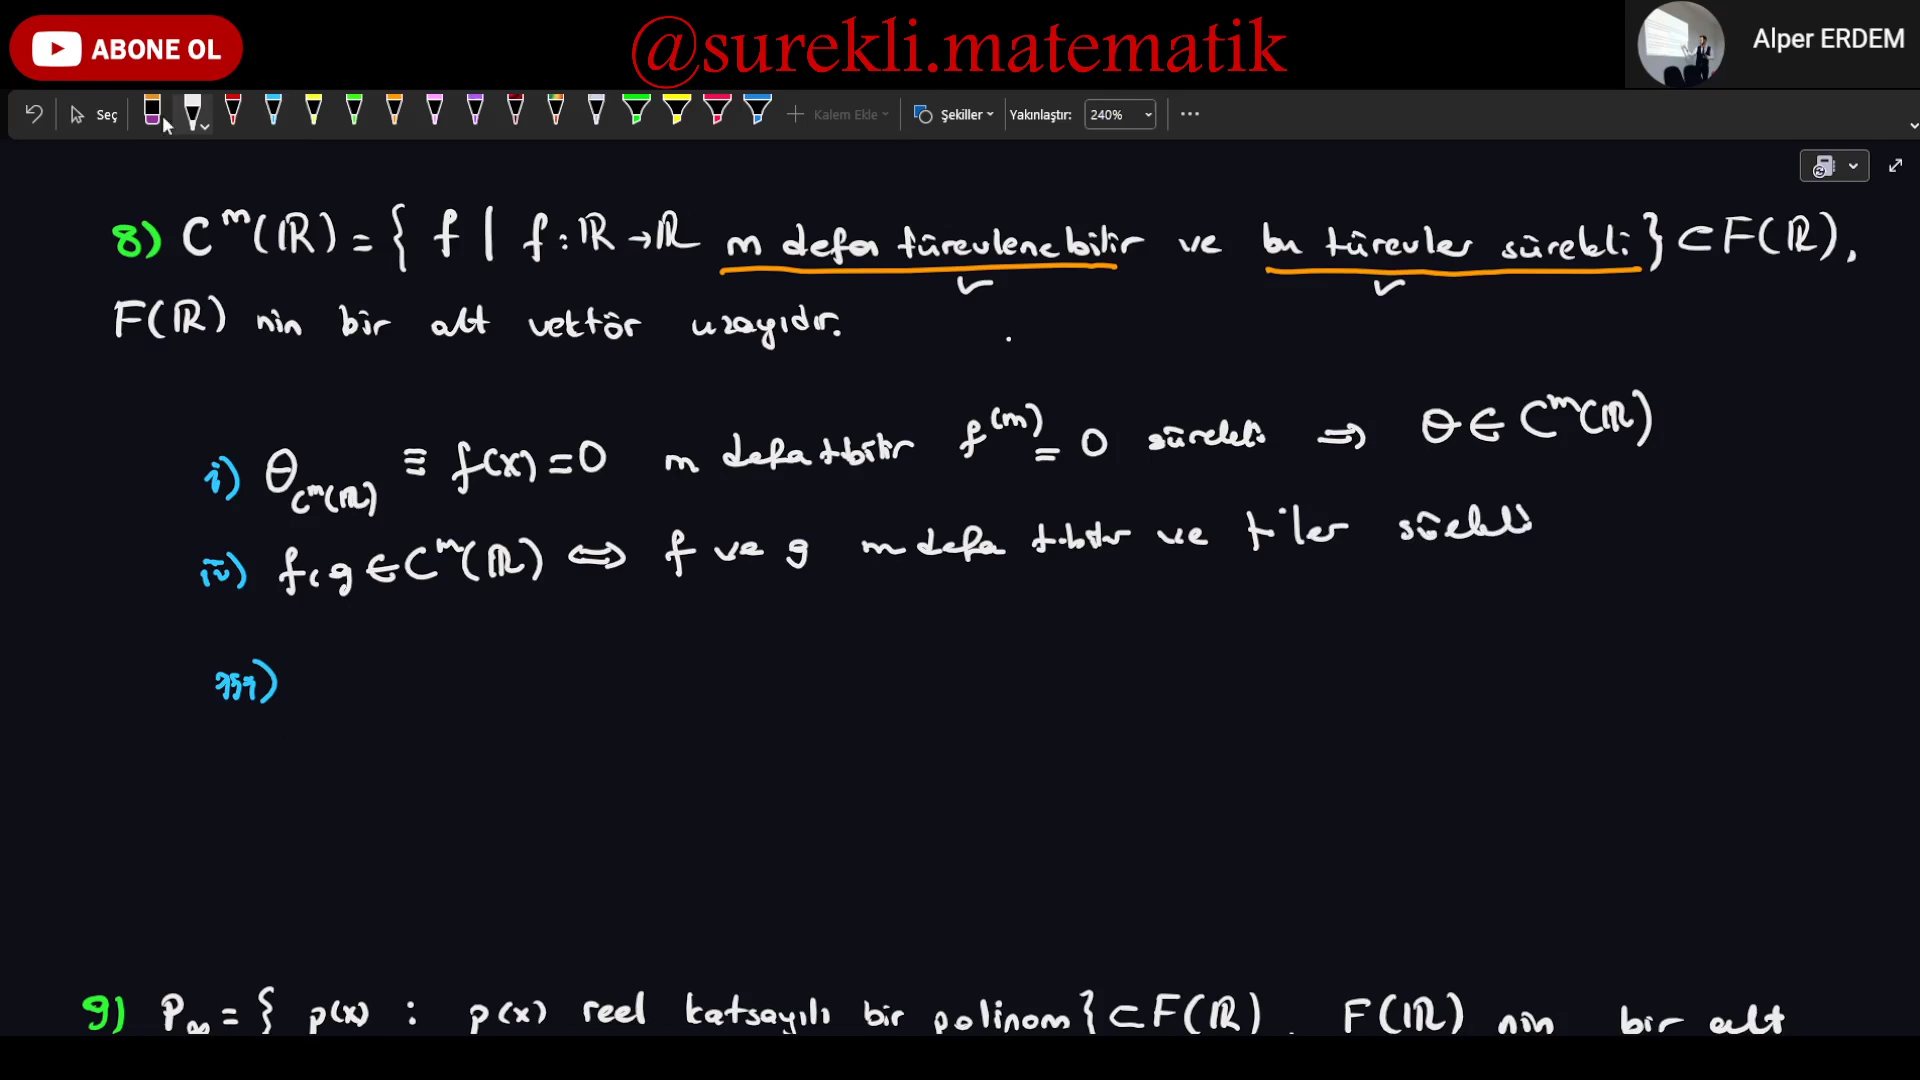 ABONE OL
@surekli.matematik
Alper ERDEM
Seç
Kalem Ekle
Şekiller
Yakınlaştır:
240%
8) C^m(ℝ) = { f | f : ℝ → ℝ m defa türevlenebilir ve bu türevler sürekli } ⊂ F(ℝ),
F(ℝ) nin bir alt vektör uzayıdır.
i) θ_{C^m(ℝ)} ≡ f(x) = 0 m defa tbilir f^(m) = 0 sürekli ⇒ θ ∈ C^m(ℝ)
ii) f, g ∈ C^m(ℝ) ⇔ f ve g m defa t.bilir ve t'ler sürekli
iii)
9) P_∞ = { p(x) : p(x) reel katsayılı bir polinom } ⊂ F(ℝ). F(ℝ) nin bir alt